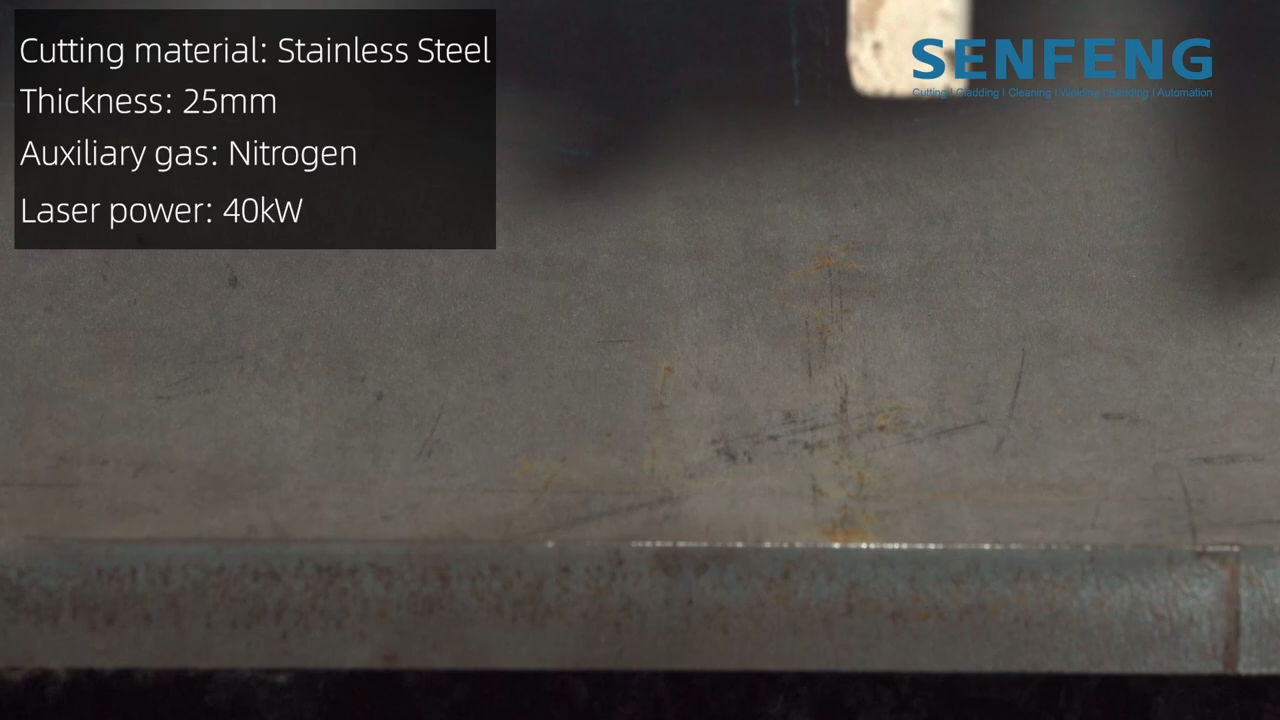 Cutting material: Stainless Steel
Thickness: 25mm
Auxiliary gas: Nitrogen
Laser power: 40kW
SENFENG
Cutting I Cladding I Cleaning I Welding I Bending I Automation